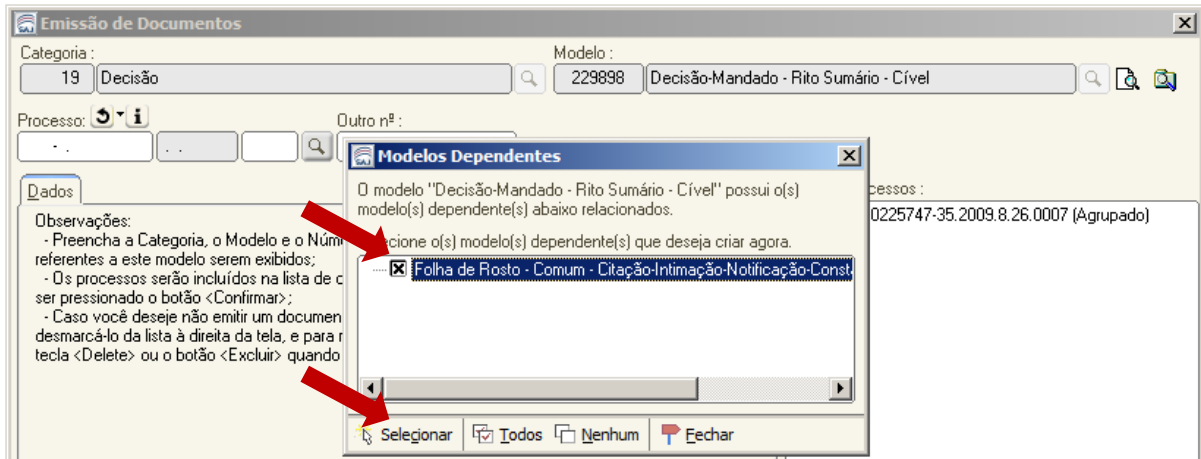 Emissão de Documentos
Categoria : Modelo :
19 Decisão 229898 Decisão-Mandado - Rito Sumário - Cível
Processo: Outro nº :
Modelos Dependentes
O modelo "Decisão-Mandado - Rito Sumário - Cível" possui o(s)
modelo(s) dependente(s) abaixo relacionados.
ecione o(s) modelo(s) dependente(s) que deseja criar agora.
Folha de Rosto - Comum - Citação-Intimação-Notificação-Const
Selecionar Todos Nenhum Fechar
Dados
Observações:
- Preencha a Categoria, o Modelo e o Núm
referentes a este modelo serem exibidos;
- Os processos serão incluídos na lista de
ser pressionado o botão <Confirmar>;
- Caso você deseje não emitir um documen
desmarcá-lo da lista à direita da tela, e para
tecla <Delete> ou o botão <Excluir> quando
cessos :
0225747-35.2009.8.26.0007 (Agrupado)